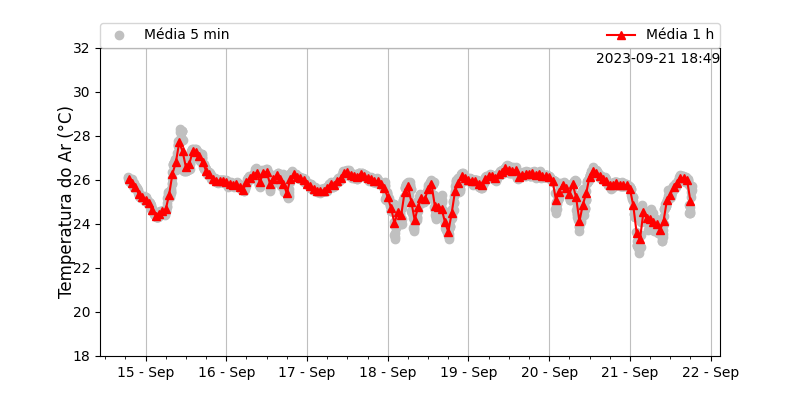 Média 5 min
Média 1 h
2023-09-21 18:49
Temperatura do Ar (°C)
32
30
28
26
24
22
20
18
15 - Sep
16 - Sep
17 - Sep
18 - Sep
19 - Sep
20 - Sep
21 - Sep
22 - Sep